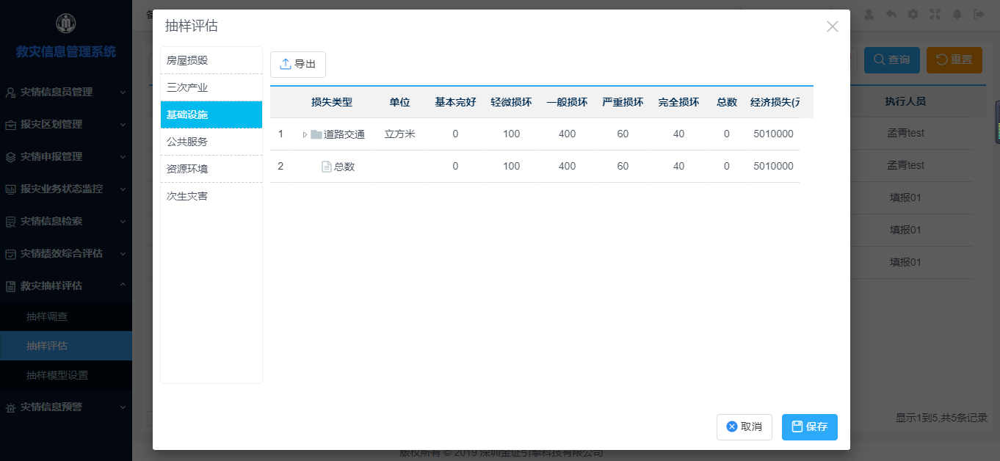 救灾信息管理系统
灾情信息员管理
报灾区划管理
灾情申报管理
报灾业务状态监控
灾情信息检索
灾情绩效综合评估
救灾抽样评估
抽样调查
抽样评估
抽样模型设置
灾情信息预警
抽样评估
房屋损毁
三次产业
基础设施
公共服务
资源环境
次生灾害
导出
损失类型 单位 基本完好 轻微损坏 一般损坏 严重损坏 完全损坏 总数 经济损失(元
1 道路交通 立方米 0 100 400 60 40 0 5010000
2 总数 0 100 400 60 40 0 5010000
取消 保存
查询 重置
执行人员
孟青test
孟青test
填报01
填报01
填报01
显示1到5,共5条记录
版权所有 © 2019 深圳金证引擎科技有限公司